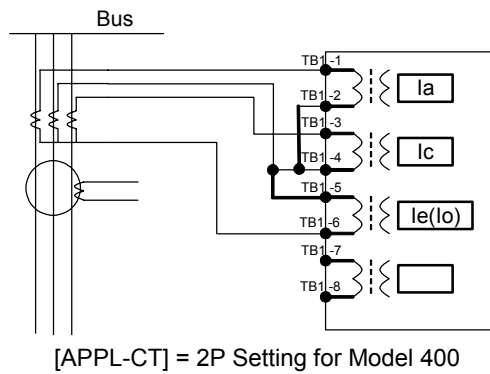 Bus
TB1 -1
TB1 -2
Ia
TB1 -3
TB1 -4
Ic
TB1 -5
TB1 -6
Ie(Io)
TB1 -7
TB1 -8
[APPL-CT] = 2P Setting for Model 400